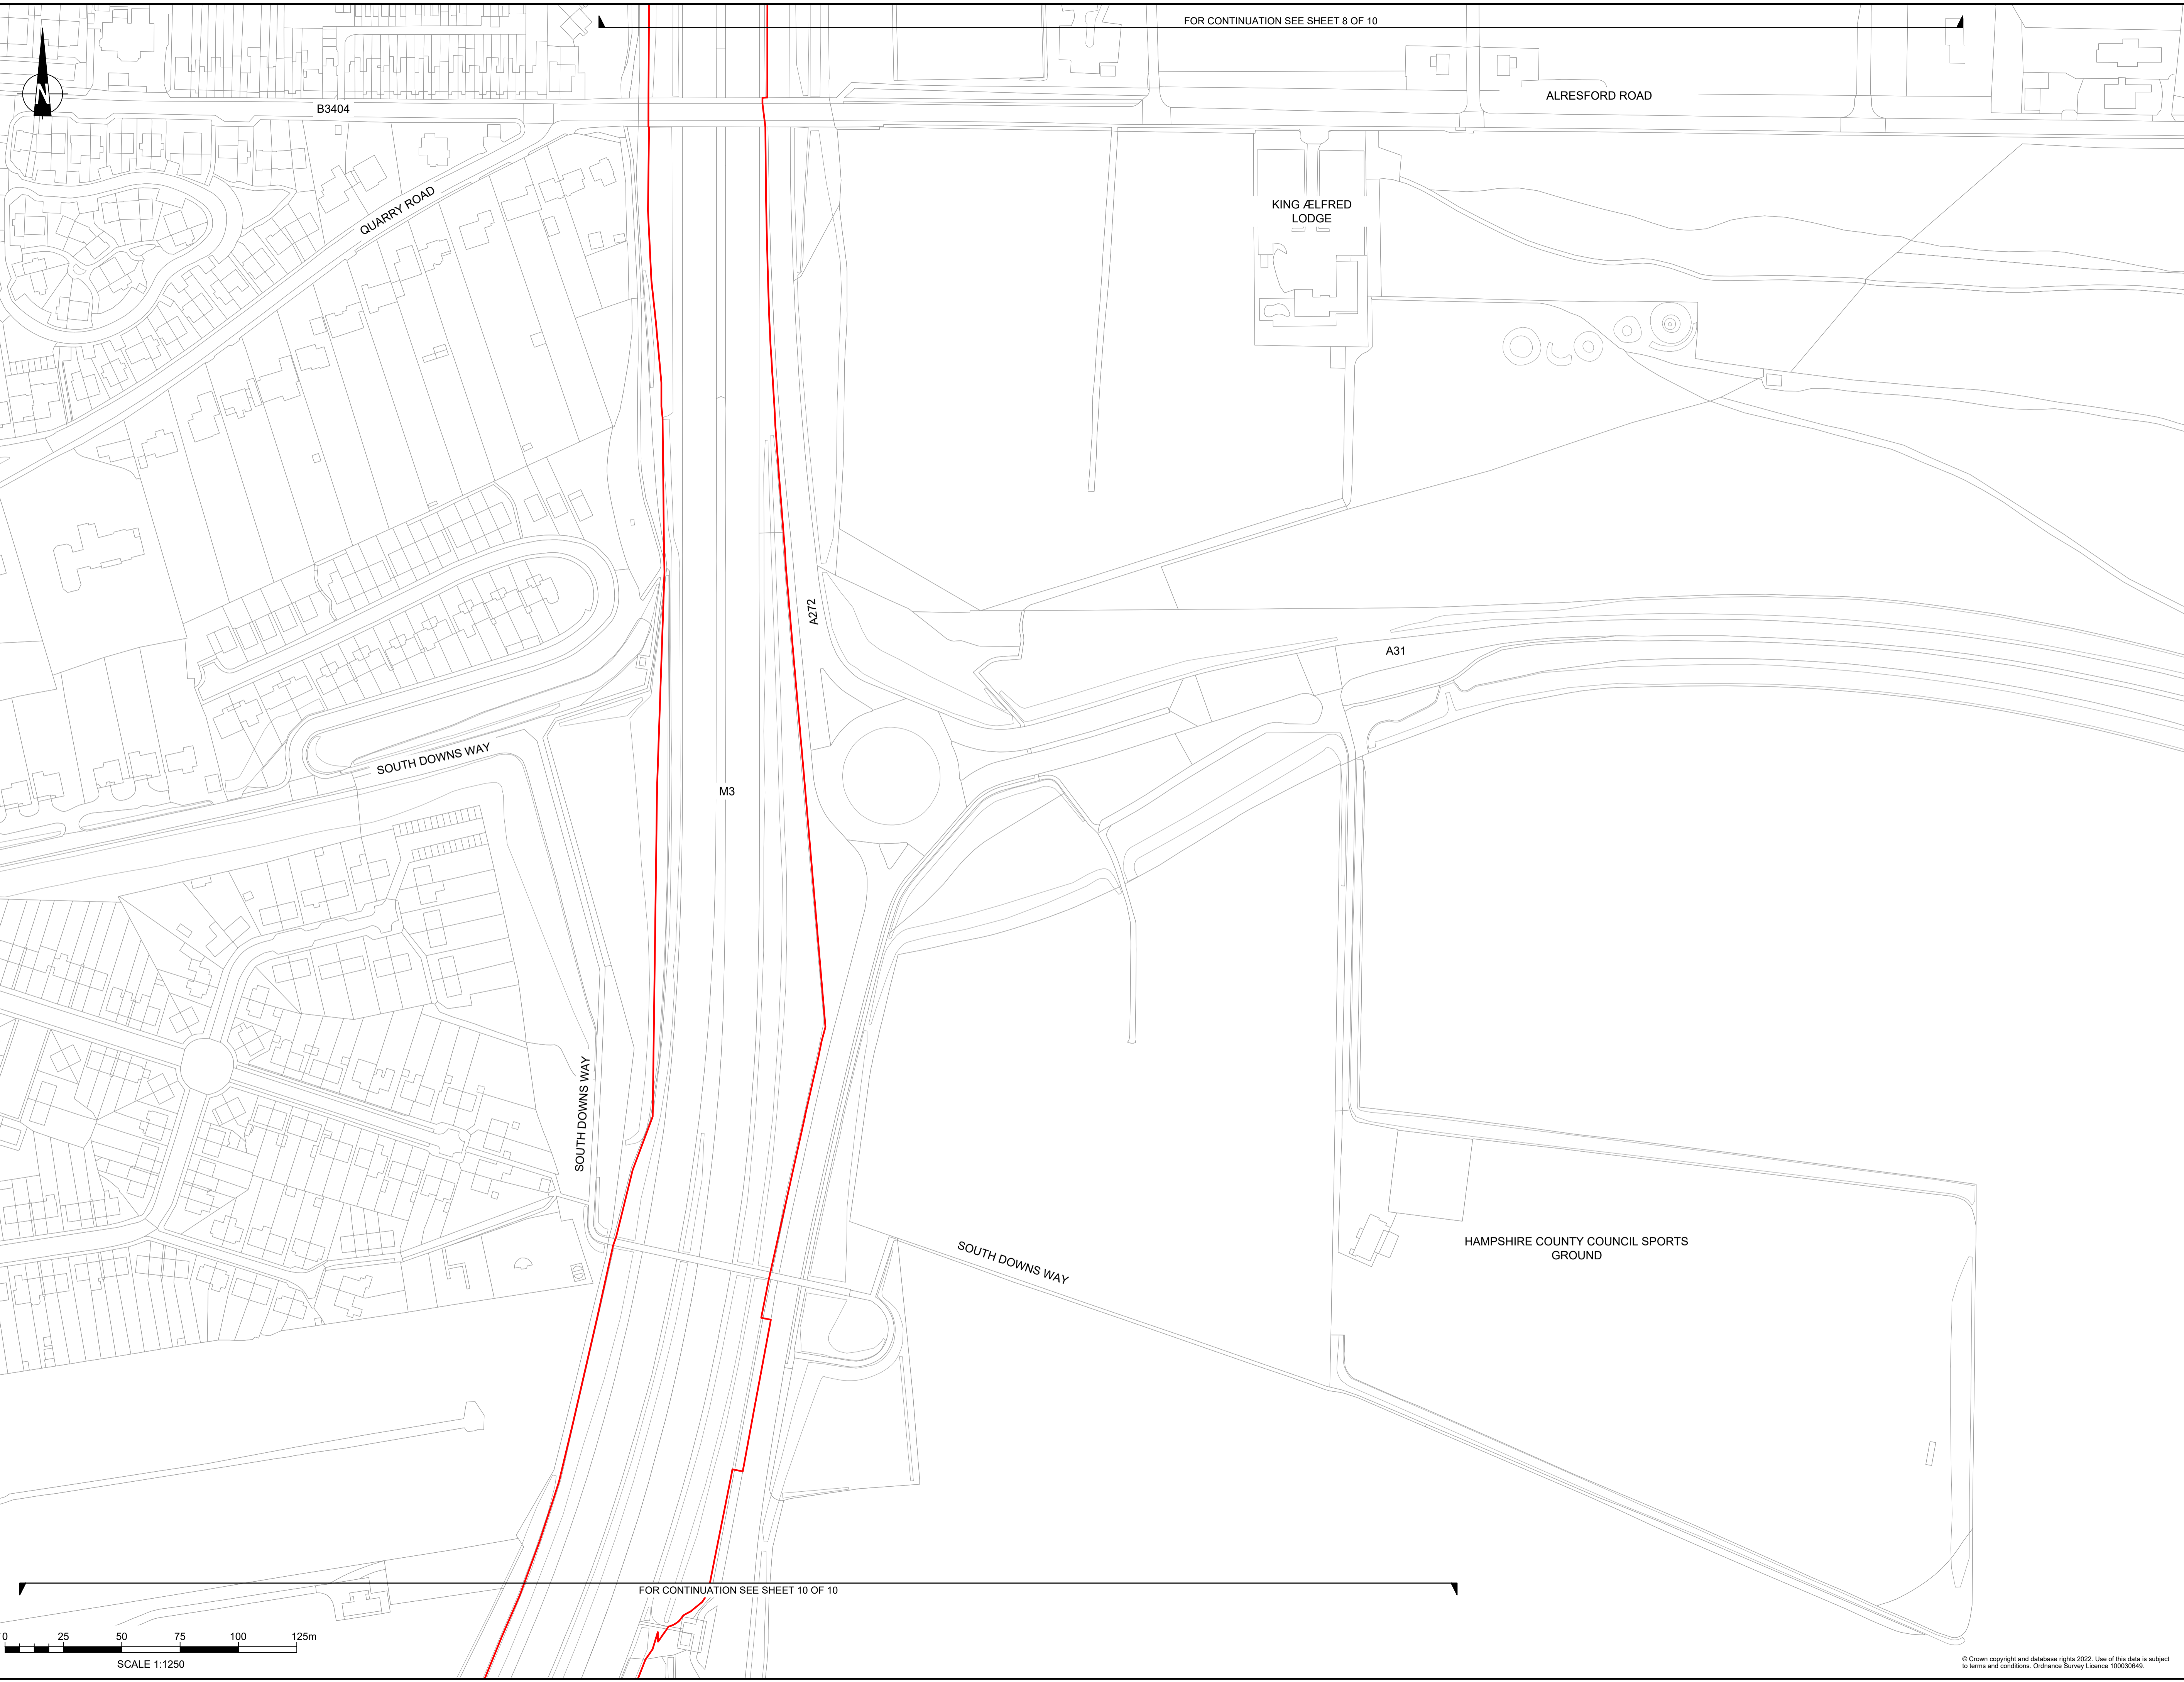 FOR CONTINUATION SEE SHEET 8 OF 10
N
B3404
ALRESFORD ROAD
QUARRY ROAD
KING ÆLFRED
LODGE
A272
A31
SOUTH DOWNS WAY
M3
SOUTH DOWNS WAY
SOUTH DOWNS WAY
HAMPSHIRE COUNTY COUNCIL SPORTS
GROUND
FOR CONTINUATION SEE SHEET 10 OF 10
0 25 50 75 100 125m
SCALE 1:1250
© Crown copyright and database rights 2022. Use of this data is subject
to terms and conditions. Ordnance Survey Licence 100030649.